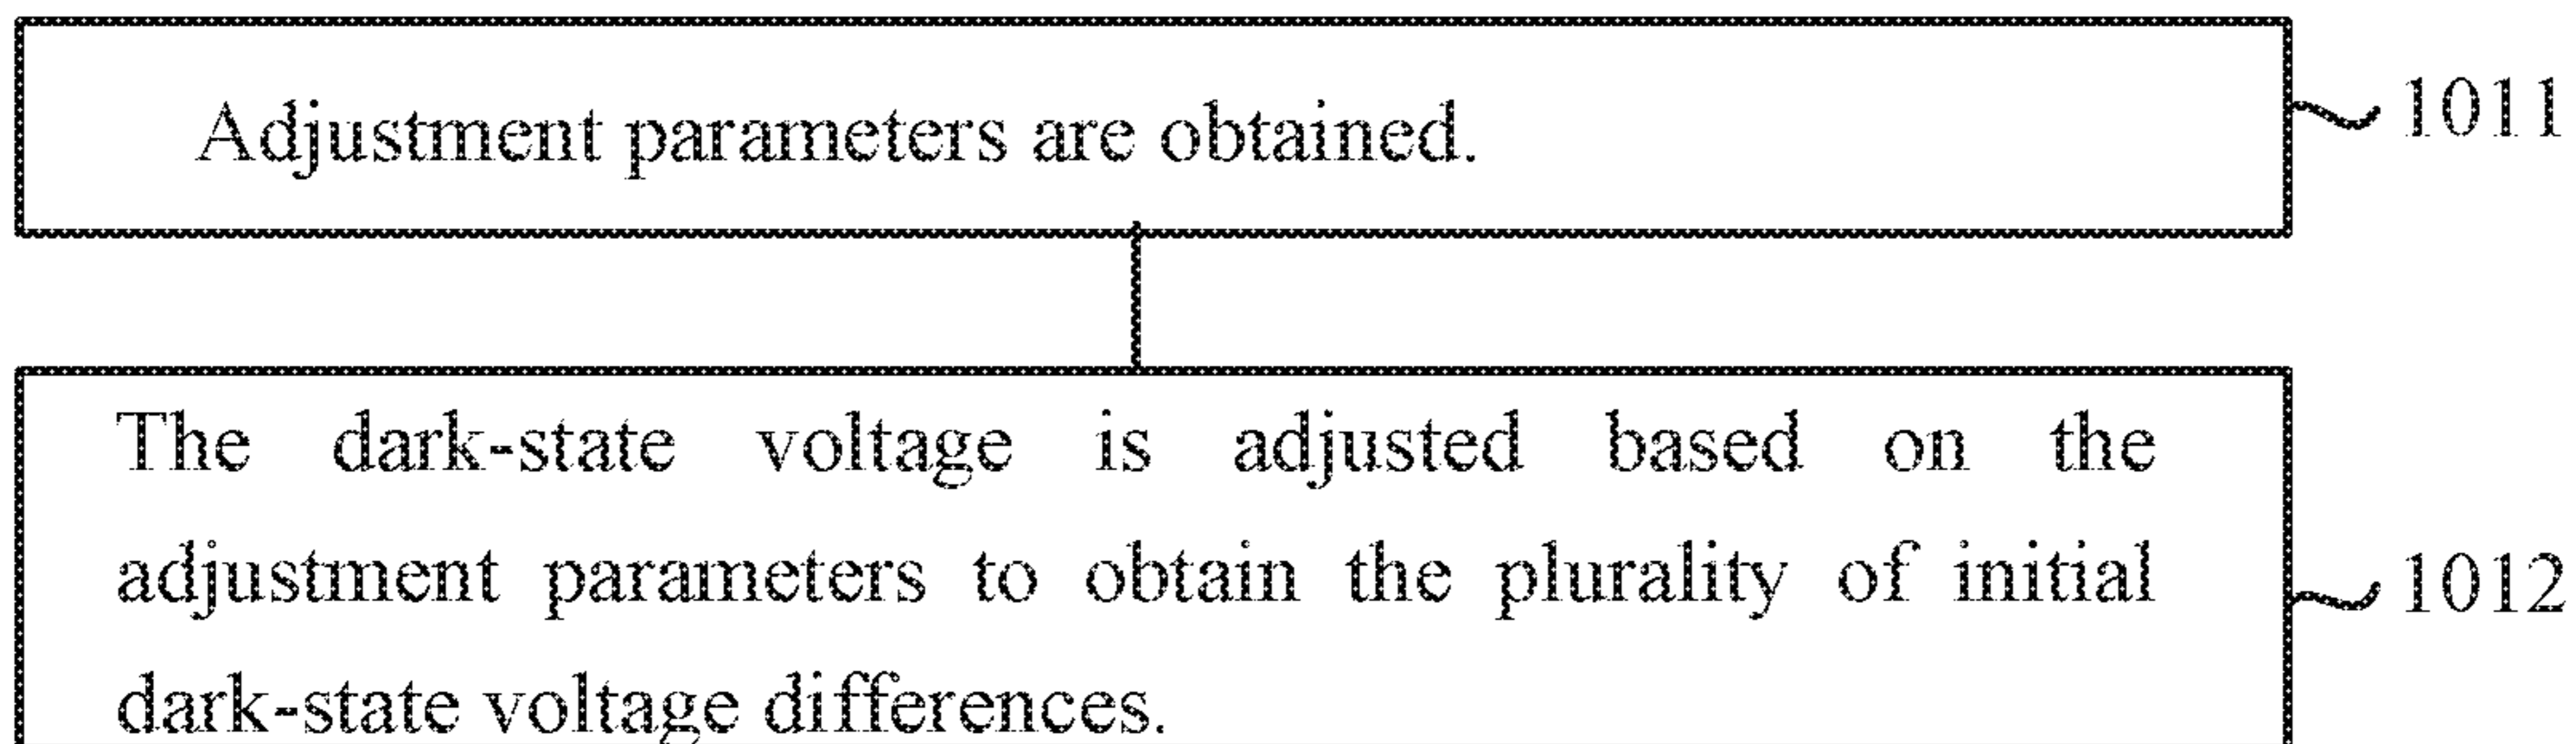 Adjustment parameters are obtained.
1011
The dark-state voltage is adjusted based on the
adjustment parameters to obtain the plurality of initial
dark-state voltage differences.
1012